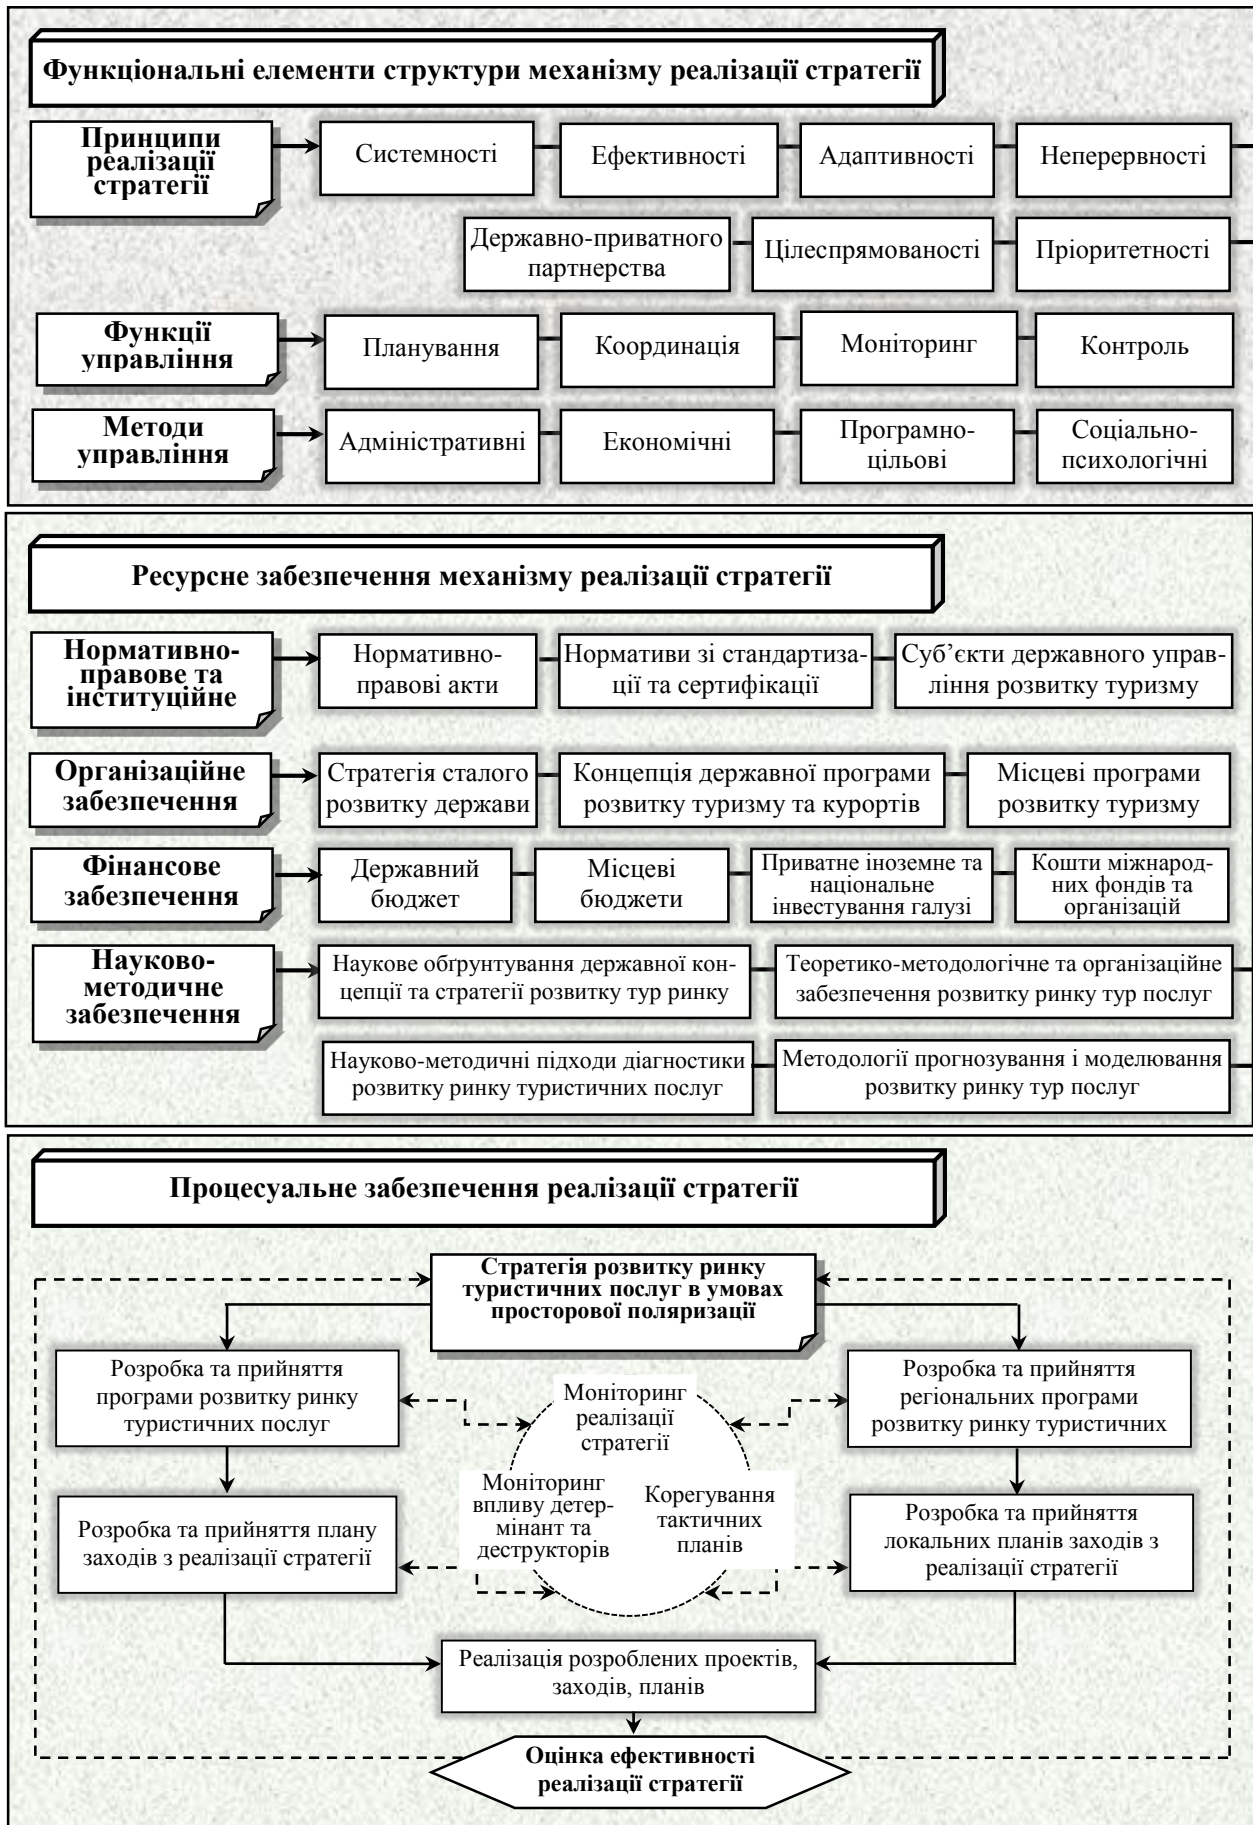 Функціональні елементи структури механізму реалізації стратегії
Принципи
реалізації
стратегії
Системності
Ефективності
Адаптивності
Неперервності
Державно-приватного
партнерства
Цілеспрямованості
Пріоритетності
Функції
управління
Планування
Координація
Моніторинг
Контроль
Методи
управління
Адміністративні
Економічні
Програмно-
цільові
Соціально-
психологічні
Ресурсне забезпечення механізму реалізації стратегії
Нормативно-
правове та
інституційне
Нормативно-
правові акти
Нормативи зі стандартиза-
ції та сертифікації
Суб’єкти державного управ-
ління розвитку туризму
Організаційне
забезпечення
Стратегія сталого
розвитку держави
Концепція державної програми
розвитку туризму та курортів
Місцеві програми
розвитку туризму
Фінансове
забезпечення
Державний
бюджет
Місцеві
бюджети
Приватне іноземне та
національне
інвестування галузі
Кошти міжнарод-
них фондів та
організацій
Науково-
методичне
забезпечення
Наукове обґрунтування державної кон-
цепції та стратегії розвитку тур ринку
Теоретико-методологічне та організаційне
забезпечення розвитку ринку тур послуг
Науково-методичні підходи діагностики
розвитку ринку туристичних послуг
Методології прогнозування і моделювання
розвитку ринку тур послуг
Процесуальне забезпечення реалізації стратегії
Стратегія розвитку ринку
туристичних послуг в умовах
просторової поляризації
Розробка та прийняття
програми розвитку ринку
туристичних послуг
Моніторинг
реалізації
стратегії
Розробка та прийняття
регіональних програми
розвитку ринку туристичних
Розробка та прийняття плану
заходів з реалізації стратегії
Моніторинг
впливу детер-
мінант та
деструкторів
Корегування
тактичних
планів
Розробка та прийняття
локальних планів заходів з
реалізації стратегії
Реалізація розроблених проектів,
заходів, планів
Оцінка ефективності
реалізації стратегії